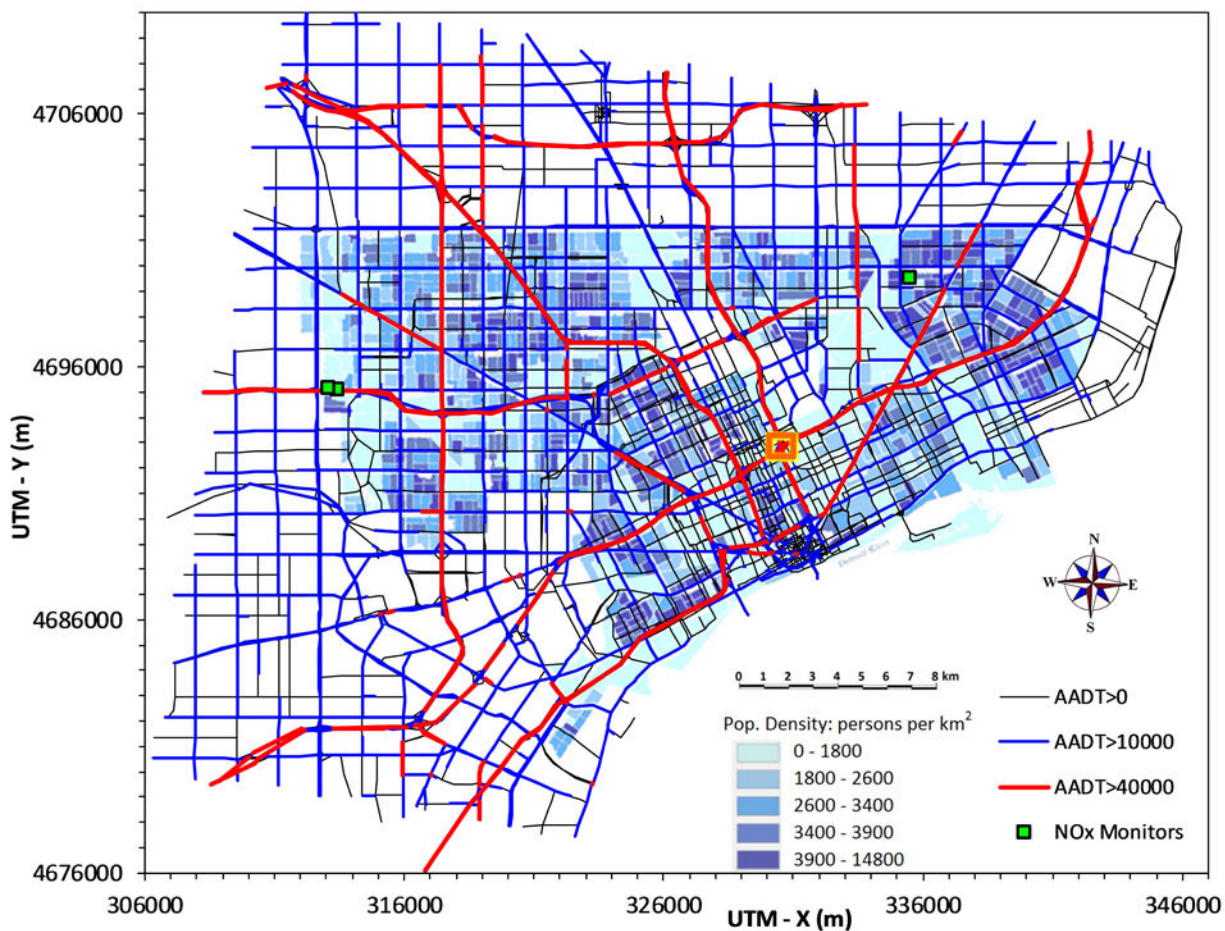 4706000
4696000
4686000
4676000
UTM - Y (m)
306000
316000
326000
336000
346000
UTM - X (m)
Detroit River
N
W
E
S
0 1 2 3 4 5 6 7 8 km
Pop. Density: persons per km²
0 - 1800
1800 - 2600
2600 - 3400
3400 - 3900
3900 - 14800
AADT>0
AADT>10000
AADT>40000
NOx Monitors